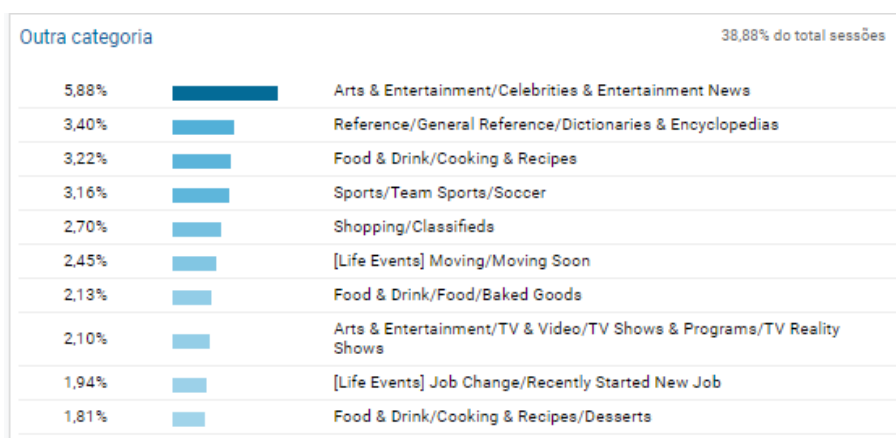 Outra categoria
38,88% do total sessões
5,88% Arts & Entertainment/Celebrities & Entertainment News
3,40% Reference/General Reference/Dictionaries & Encyclopedias
3,22% Food & Drink/Cooking & Recipes
3,16% Sports/Team Sports/Soccer
2,70% Shopping/Classifieds
2,45% [Life Events] Moving/Moving Soon
2,13% Food & Drink/Food/Baked Goods
2,10% Arts & Entertainment/TV & Video/TV Shows & Programs/TV Reality
Shows
1,94% [Life Events] Job Change/Recently Started New Job
1,81% Food & Drink/Cooking & Recipes/Desserts